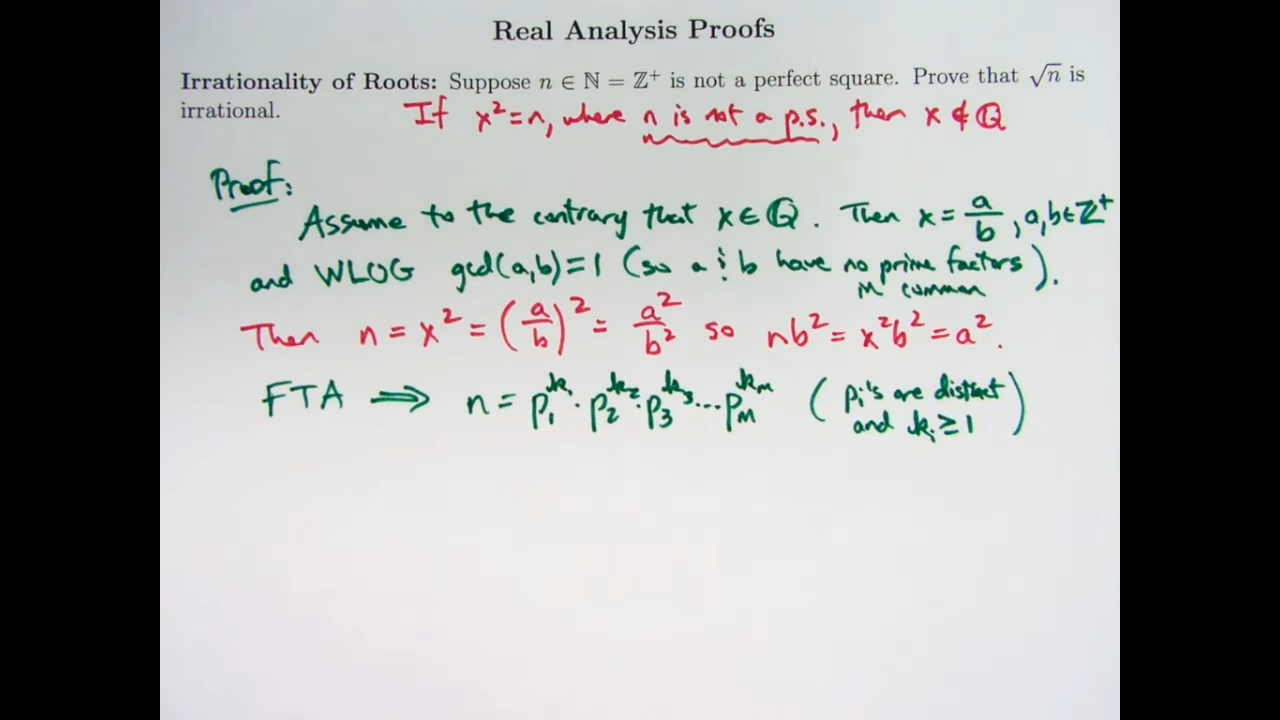 Real Analysis Proofs
Irrationality of Roots: Suppose n ∈ ℕ = ℤ⁺ is not a perfect square. Prove that √n is
irrational.
If x² = n, where n is not a p.s., then x ∉ ℚ
Proof:
Assume to the contrary that x ∈ ℚ. Then x = a/b, a,b ∈ ℤ⁺
and WLOG gcd(a,b)=1 (so a & b have no prime factors
in common).
Then n = x² = (a/b)² = a²/b² so nb² = x²b² = a².
FTA ⟹ n = p₁^k₁ · p₂^k₂ · p₃^k₃ ... p_m^k_m (pᵢ's are distinct
and kᵢ ≥ 1)